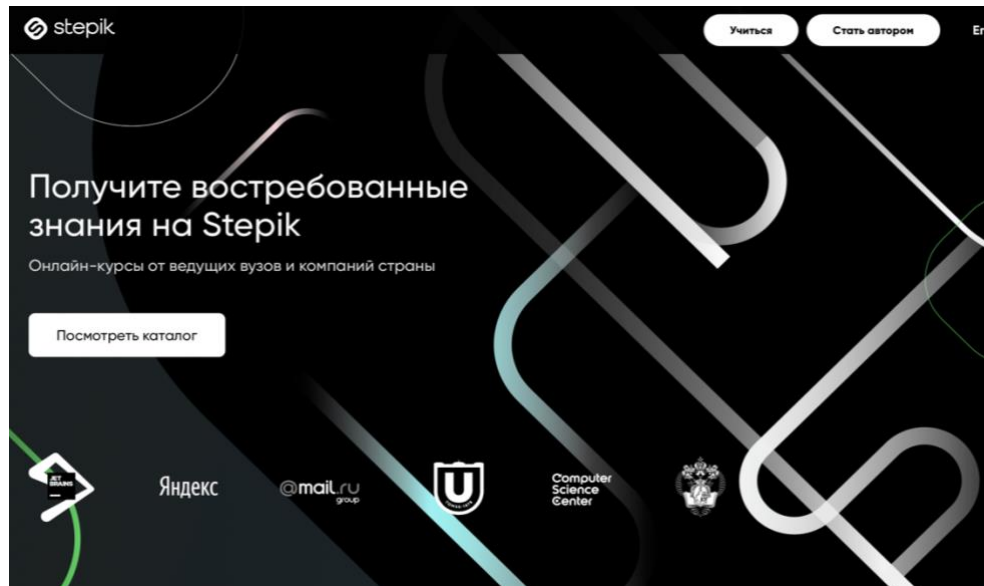 stepik
Учиться
Стать автором
En
Получите востребованные
знания на Stepik
Онлайн-курсы от ведущих вузов и компаний страны
Посмотреть каталог
JET
BRAINS
Яндекс
@mail.ru
group
U
Computer
Science
Center